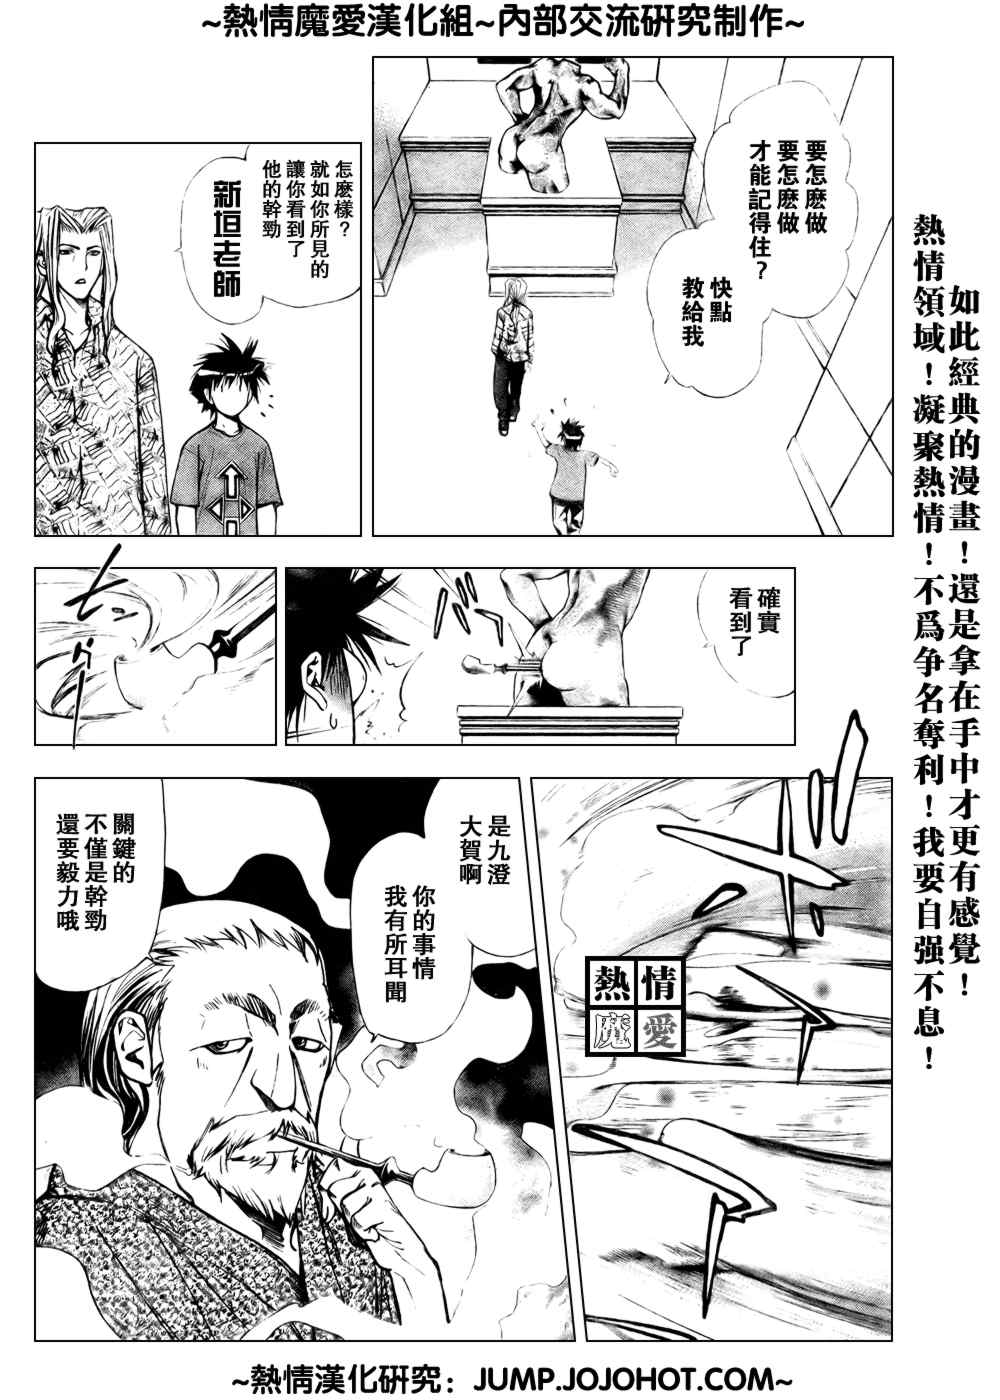 ~熱情魔愛漢化組~內部交流研究制作~
要怎麽做
要怎麽做
才能記得住？
快點
教給我
怎麽樣？
就如你所見的
讓你看到了
他的幹勁
新垣老師
確實
看到了
是九澄
大賀啊
你的事情
我有所耳聞
關鍵的
不僅是幹勁
還要毅力哦
熱情
魔愛
如此經典的漫畫！還是拿在手中才更有感覺！
熱情領域！凝聚熱情！不爲争名奪利！我要自强不息！
~熱情漢化研究：JUMP.JOJOHOT.COM~